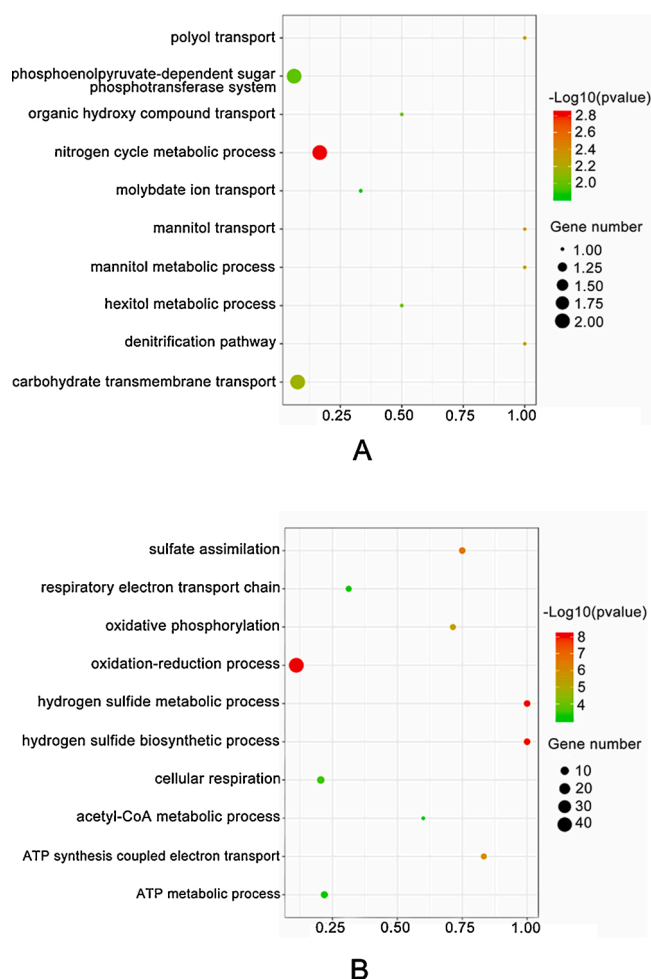 polyol transport
phosphoenolpyruvate-dependent sugar
phosphotransferase system
organic hydroxy compound transport
nitrogen cycle metabolic process
molybdate ion transport
mannitol transport
mannitol metabolic process
hexitol metabolic process
denitrification pathway
carbohydrate transmembrane transport
0.25 0.50 0.75 1.00
-Log10(pvalue)
2.8
2.6
2.4
2.2
2.0
Gene number
1.00
1.25
1.50
1.75
2.00
A
sulfate assimilation
respiratory electron transport chain
oxidative phosphorylation
oxidation-reduction process
hydrogen sulfide metabolic process
hydrogen sulfide biosynthetic process
cellular respiration
acetyl-CoA metabolic process
ATP synthesis coupled electron transport
ATP metabolic process
0.25 0.50 0.75 1.00
-Log10(pvalue)
8
7
6
5
4
Gene number
10
20
30
40
B